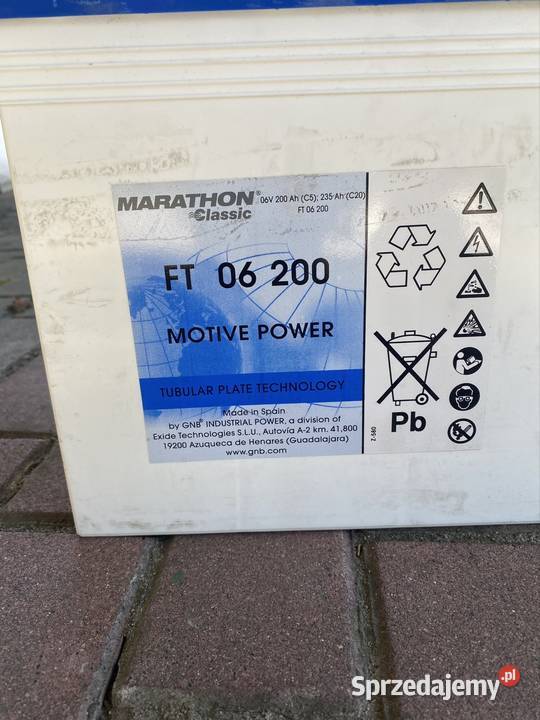 MARATHON®
Classic
06V 200 Ah (C5); 235 Ah (C20)
FT 06 200
FT 06 200
MOTIVE POWER
TUBULAR PLATE TECHNOLOGY
Made in Spain
by GNB® INDUSTRIAL POWER, a division of
Exide Technologies S.L.U., Autovía A-2 km. 41,800
19200 Azuqueca de Henares (Guadalajara)
www.gnb.com
Pb
Z-580
Sprzedajemy.pl